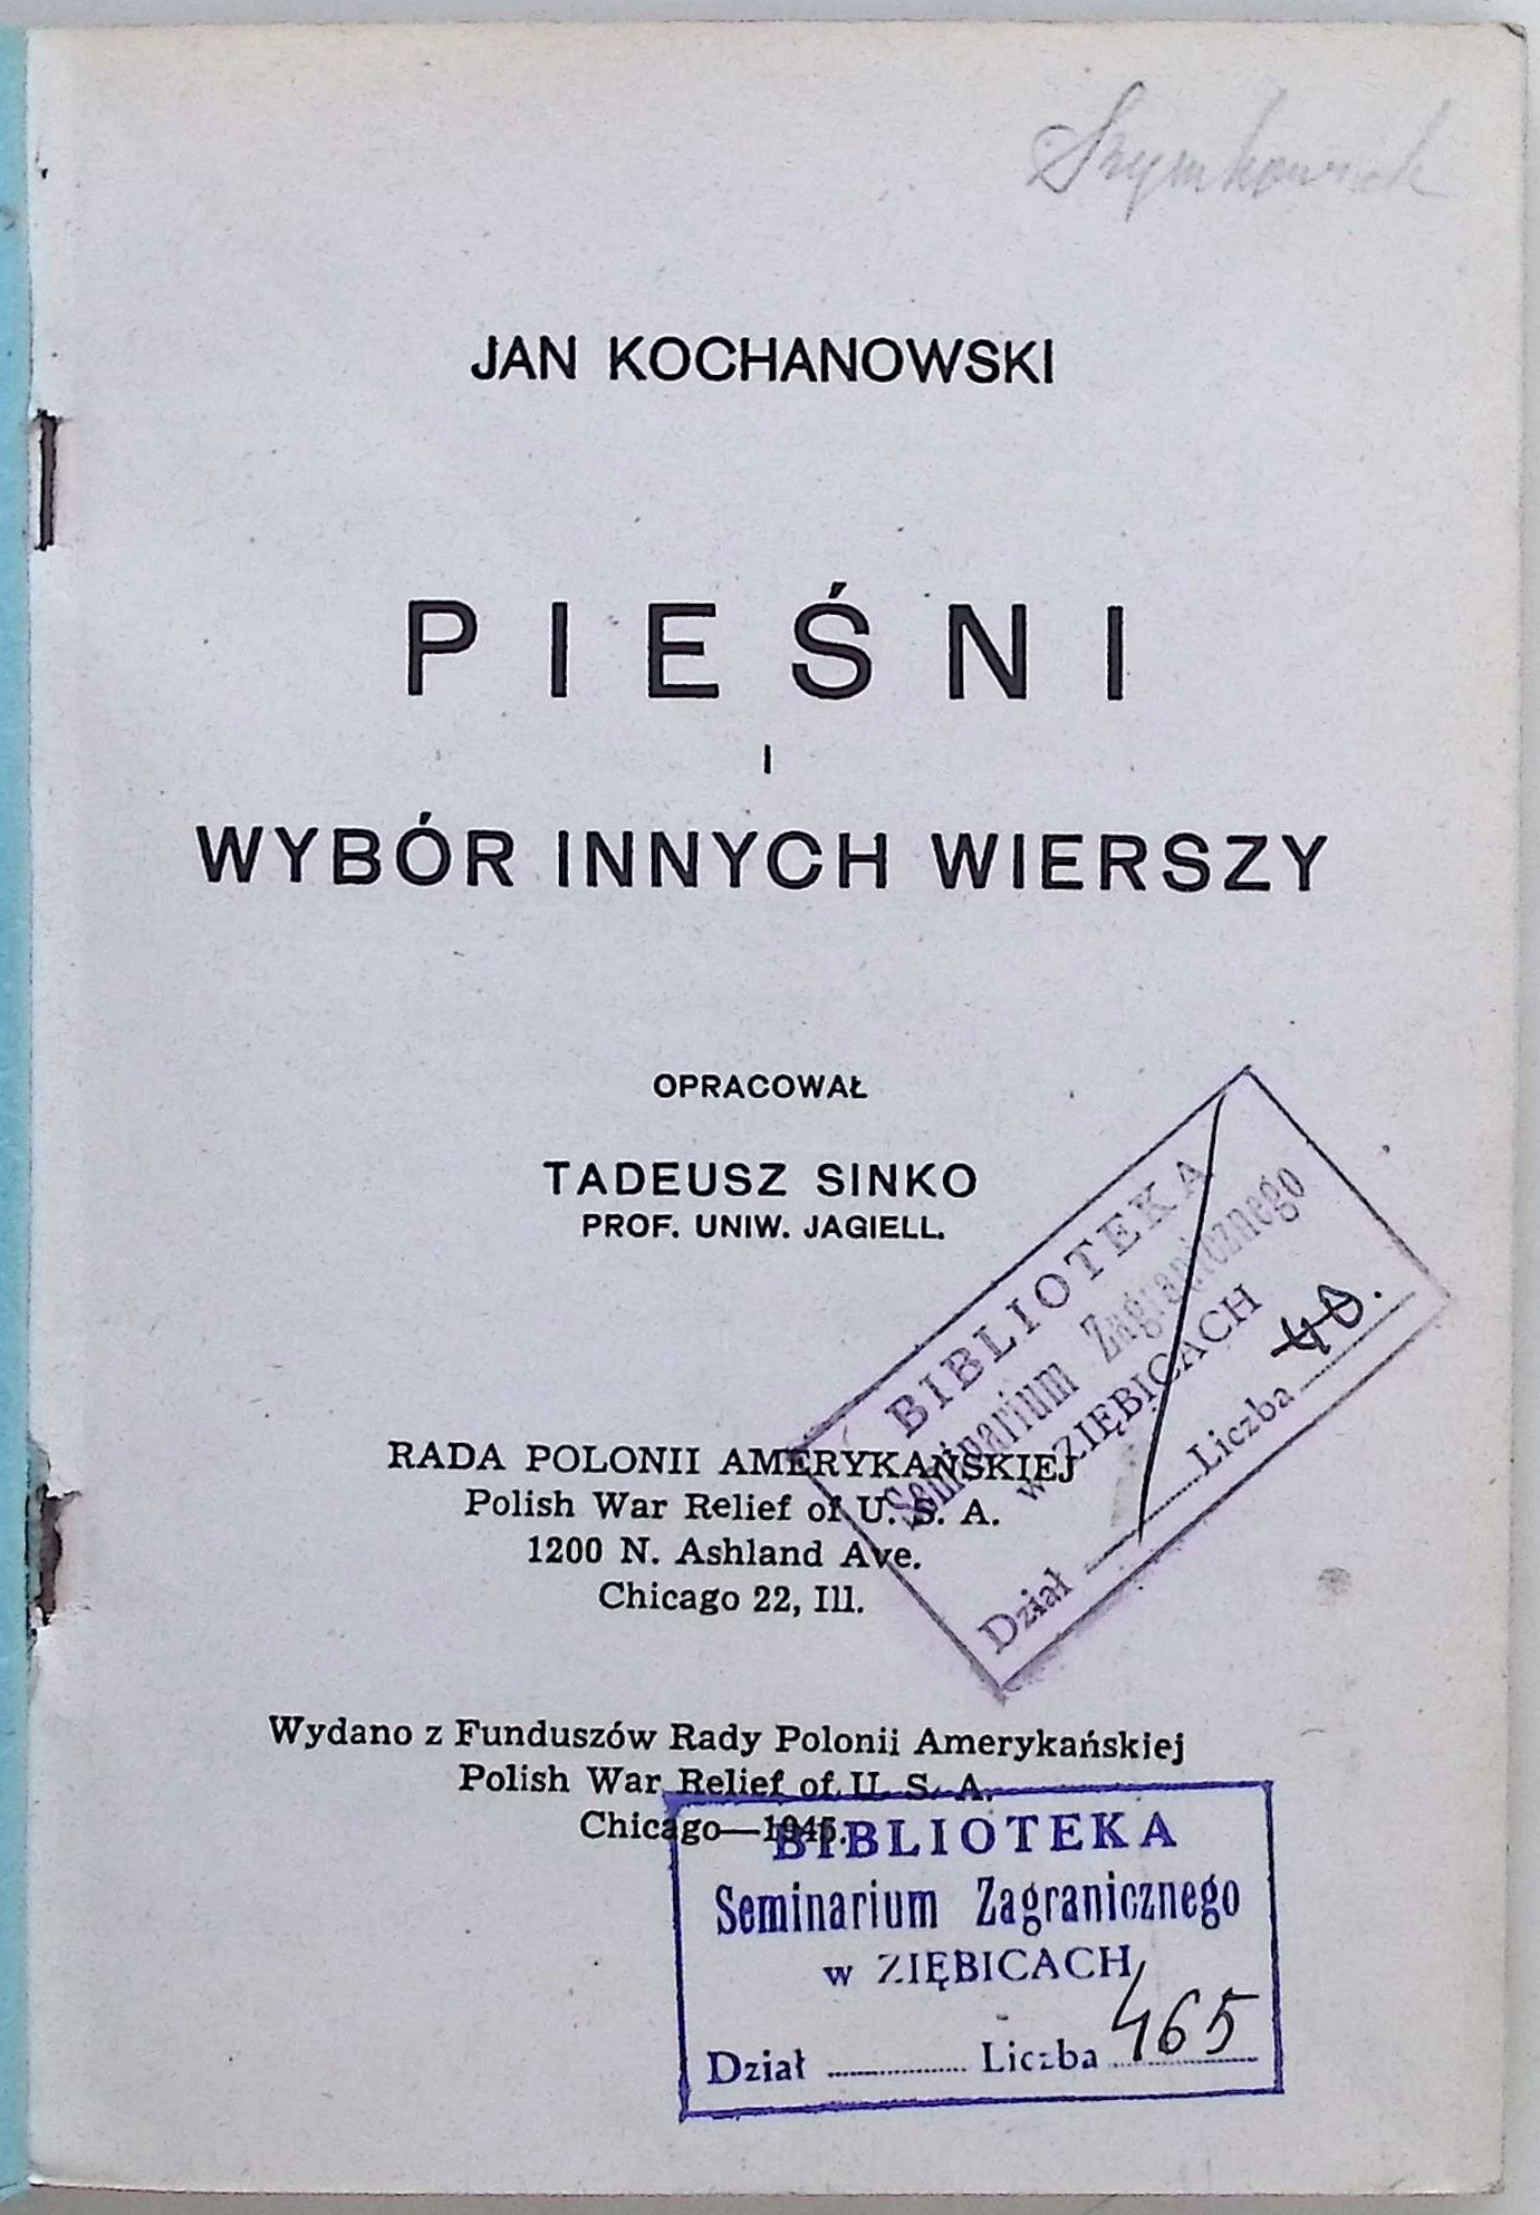 JAN KOCHANOWSKI
PIEŚNI
I
WYBÓR INNYCH WIERSZY
OPRACOWAŁ
TADEUSZ SINKO
PROF. UNIW. JAGIELL.
BIBLIOTEKA
Seminarium Zagranicznego
w ZIĘBICACH
Dział Liczba 40.
RADA POLONII AMERYKAŃSKIEJ
Polish War Relief of U. S. A.
1200 N. Ashland Ave.
Chicago 22, Ill.
Wydano z Funduszów Rady Polonii Amerykańskiej
Polish War Relief of U. S. A.
Chicago—1945.
BIBLIOTEKA
Seminarium Zagranicznego
w ZIĘBICACH
Dział Liczba 465